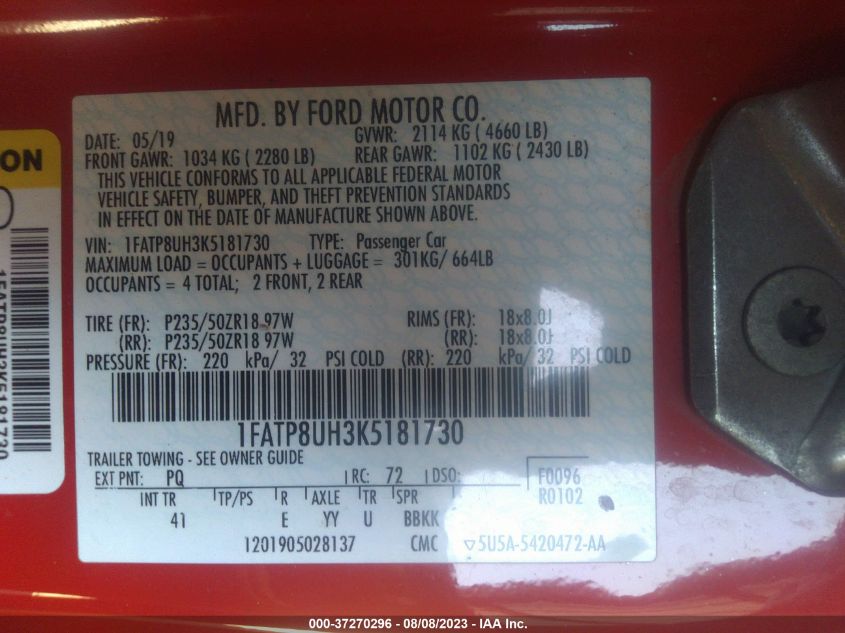 MFD. BY FORD MOTOR CO.
DATE: 05/19 GVWR: 2114 KG ( 4660 LB)
FRONT GAWR: 1034 KG ( 2280 LB) REAR GAWR: 1102 KG ( 2430 LB)
THIS VEHICLE CONFORMS TO ALL APPLICABLE FEDERAL MOTOR
VEHICLE SAFETY, BUMPER, AND THEFT PREVENTION STANDARDS
IN EFFECT ON THE DATE OF MANUFACTURE SHOWN ABOVE.
VIN: 1FATP8UH3K5181730 TYPE: Passenger Car
MAXIMUM LOAD = OCCUPANTS + LUGGAGE = 301KG/ 664LB
OCCUPANTS = 4 TOTAL; 2 FRONT, 2 REAR
TIRE (FR): P235/50ZR18 97W RIMS (FR): 18x8.0J
(RR): P235/50ZR18 97W (RR): 18x8.0J
PRESSURE (FR): 220 kPa/ 32 PSI COLD (RR): 220 kPa/ 32 PSI COLD
1FATP8UH3K5181730
TRAILER TOWING - SEE OWNER GUIDE
EXT PNT: PQ RC: 72 DSO: F0096
R0102
INT TR TP/PS R AXLE TR SPR
41 E YY U BBKK
1201905028137 CMC ▽5U5A-5420472-AA
ON
1FATP8UH3K5181730
000-37270296 - 08/08/2023 - IAA Inc.